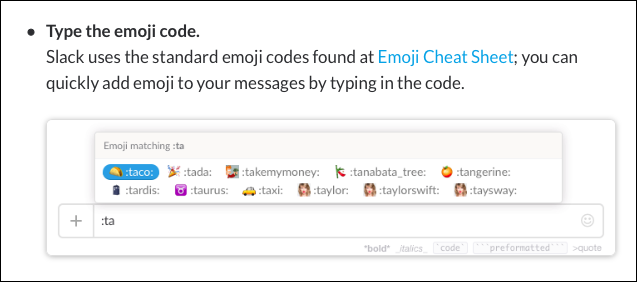 Type the emoji code.
Slack uses the standard emoji codes found at Emoji Cheat Sheet; you can
quickly add emoji to your messages by typing in the code.
Emoji matching :ta
:taco: :tada: :takemymoney: :tanabata_tree: :tangerine:
:tardis: :taurus: :taxi: :taylor: :taylorswift: :taysway:
:ta
*bold* _italics_ `code` ```preformatted``` >quote